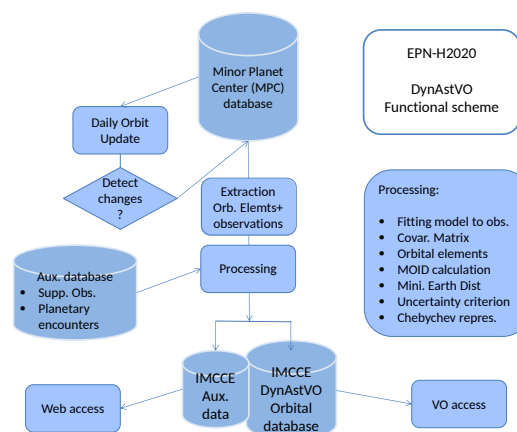 EPN-H2020
DynAstVO
Functional scheme
Minor Planet
Center (MPC)
database
Daily Orbit
Update
Detect
changes
?
Extraction
Orb. Elemts+
observations
Processing:
• Fitting model to obs.
• Covar. Matrix
• Orbital elements
• MOID calculation
• Mini. Earth Dist
• Uncertainty criterion
• Chebychev repres.
Aux. database
• Supp. Obs.
• Planetary
encounters
Processing
IMCCE
Aux.
data
IMCCE
DynAstVO
Orbital
database
Web access
VO access